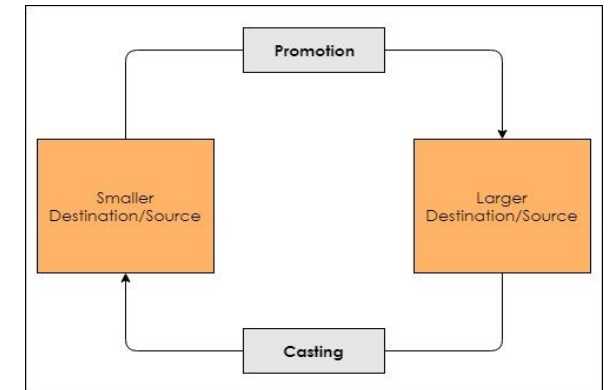 Promotion
Smaller
Destination/Source
Larger
Destination/Source
Casting